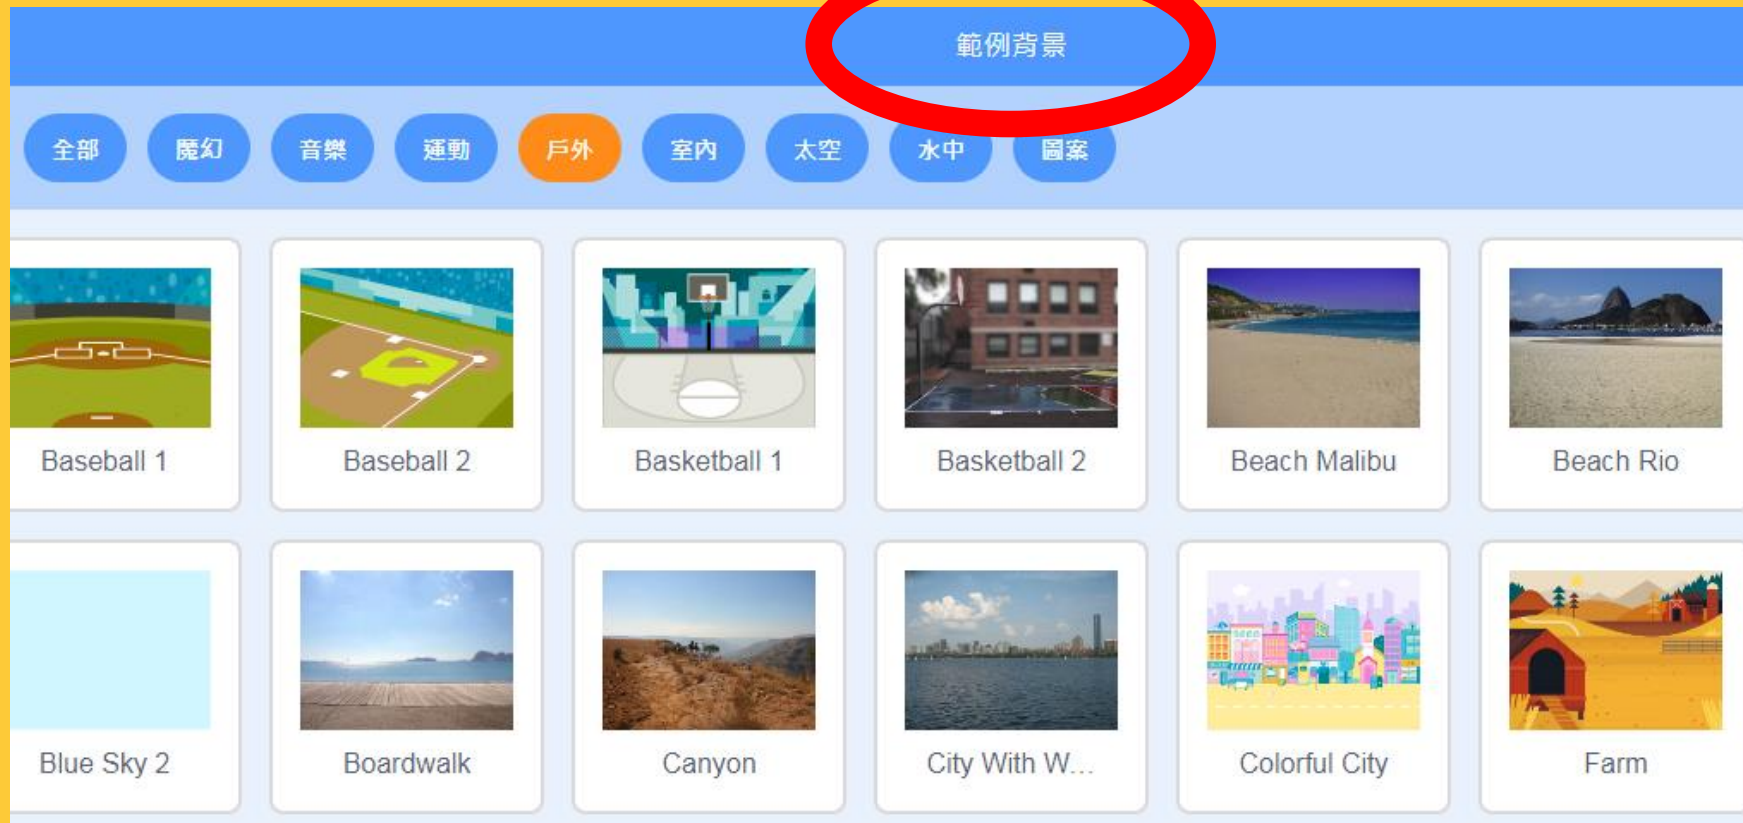 範例背景
全部 魔幻 音樂 運動 戶外 室內 太空 水中 圖案
Baseball 1 Baseball 2 Basketball 1 Basketball 2 Beach Malibu Beach Rio
Blue Sky 2 Boardwalk Canyon City With W... Colorful City Farm